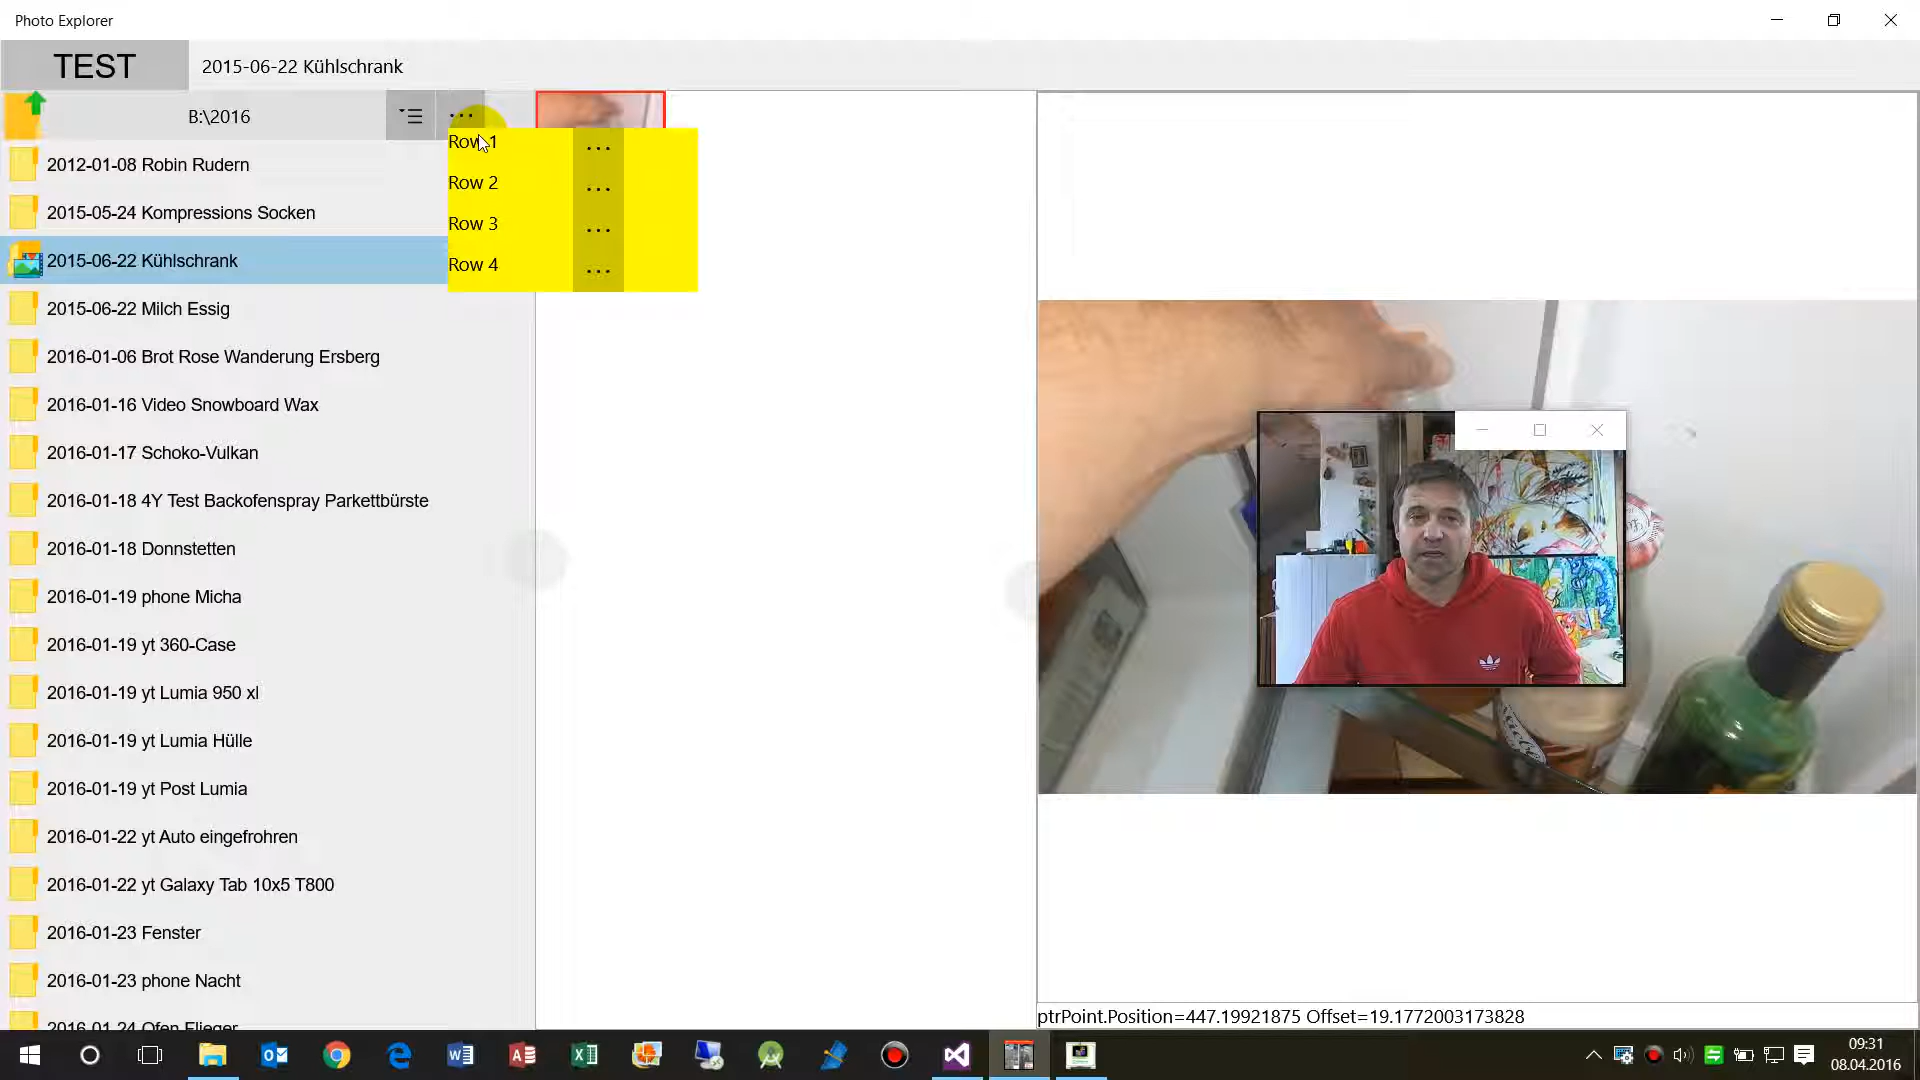 Photo Explorer
TEST
2015-06-22 Kühlschrank
B:\2016
...
Row 1
...
Row 2
...
Row 3
...
Row 4
...
2012-01-08 Robin Rudern
2015-05-24 Kompressions Socken
2015-06-22 Kühlschrank
2015-06-22 Milch Essig
2016-01-06 Brot Rose Wanderung Ersberg
2016-01-16 Video Snowboard Wax
2016-01-17 Schoko-Vulkan
2016-01-18 4Y Test Backofenspray Parkettbürste
2016-01-18 Donnstetten
2016-01-19 phone Micha
2016-01-19 yt 360-Case
2016-01-19 yt Lumia 950 xl
2016-01-19 yt Lumia Hülle
2016-01-19 yt Post Lumia
2016-01-22 yt Auto eingefrohren
2016-01-22 yt Galaxy Tab 10x5 T800
2016-01-23 Fenster
2016-01-23 phone Nacht
2016-01-24 Ofen Flieger
ptrPoint.Position=447.19921875 Offset=19.1772003173828
09:31
08.04.2016